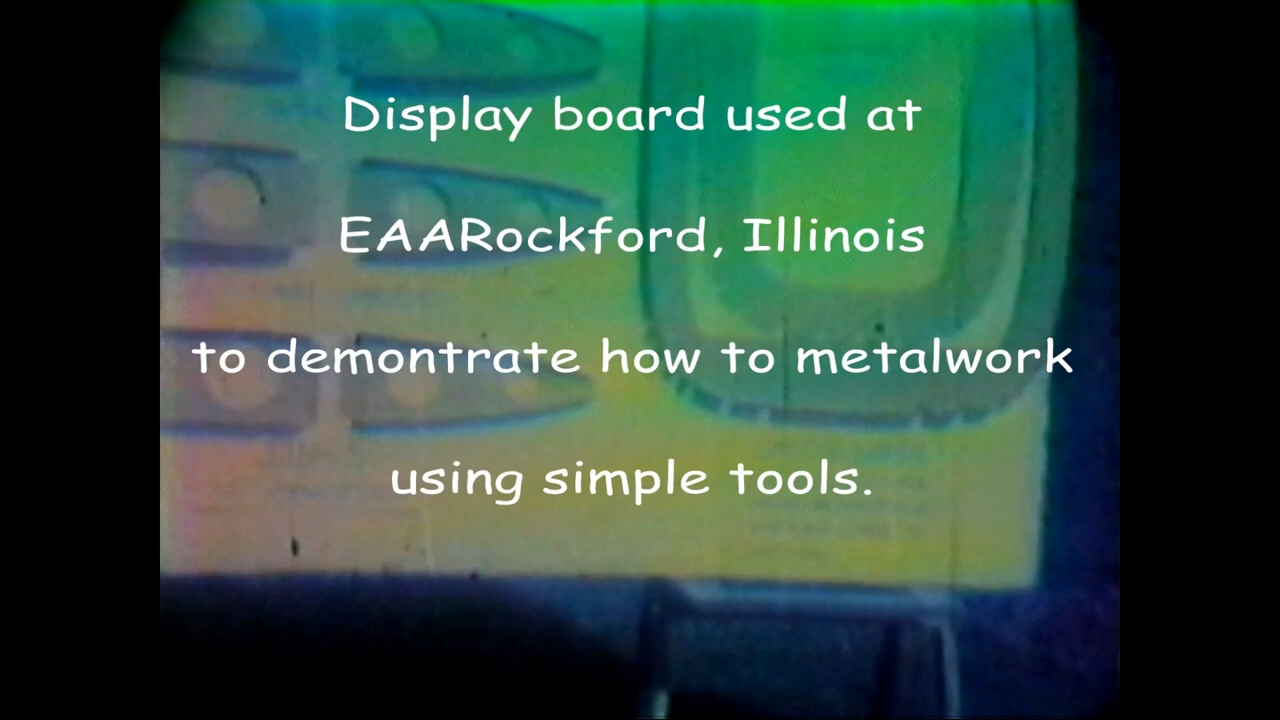 Display board used at
EAARockford, Illinois
to demontrate how to metalwork
using simple tools.